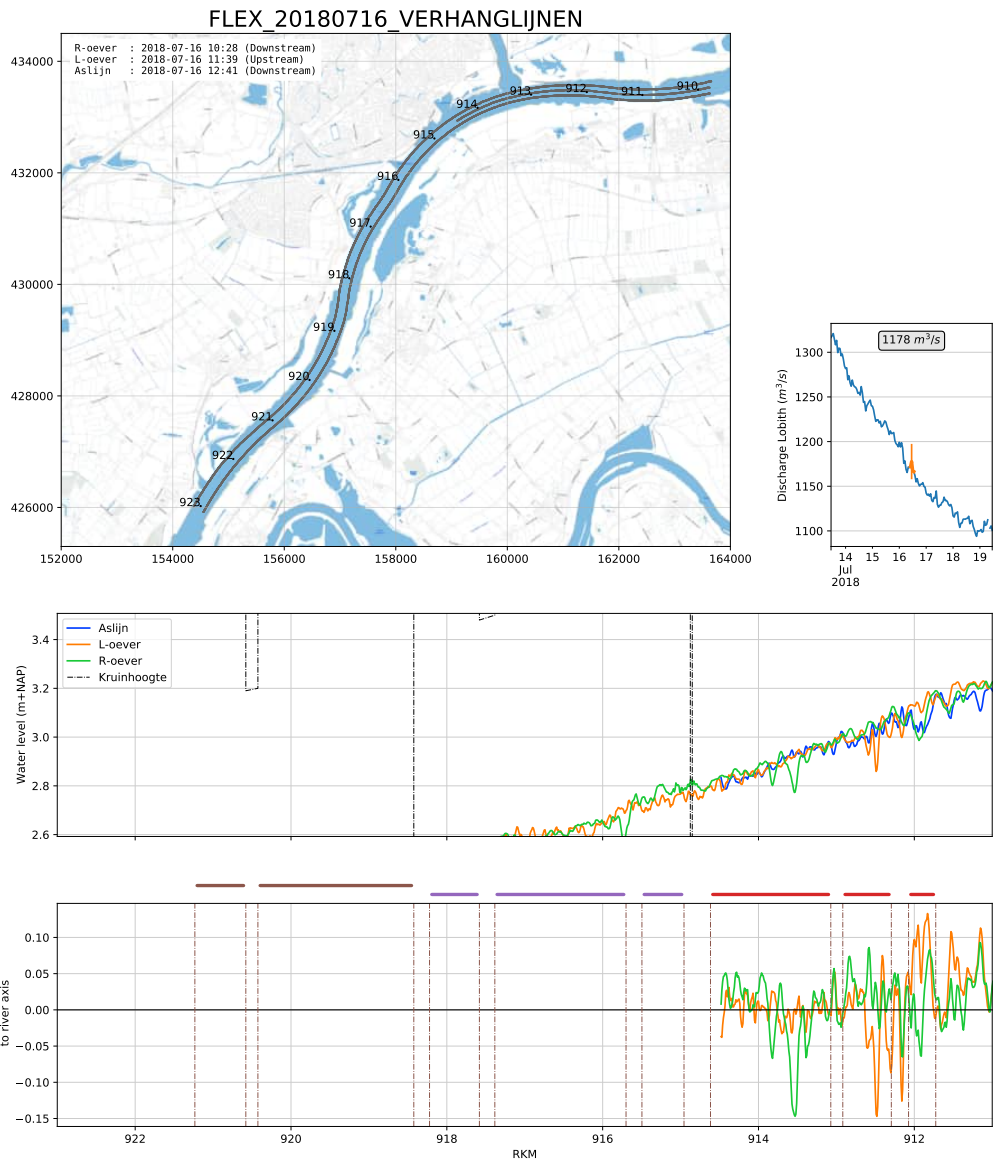 FLEX_20180716_VERHANGLIJNEN
R-oever : 2018-07-16 10:28 (Downstream)
L-oever : 2018-07-16 11:39 (Upstream)
Aslijn : 2018-07-16 12:41 (Downstream)
434000
432000
430000
428000
426000
910
911
912
913
914
915
916
917
918
919
920
921
922
923
152000 154000 156000 158000 160000 162000 164000
1178 m³/s
Discharge Lobith (m³/s)
1300
1250
1200
1150
1100
14 15 16 17 18 19
Jul
2018
Aslijn
L-oever
R-oever
Kruinhoogte
Water level (m+NAP)
3.4
3.2
3.0
2.8
2.6
to river axis
0.10
0.05
0.00
−0.05
−0.10
−0.15
922 920 918 916 914 912
RKM